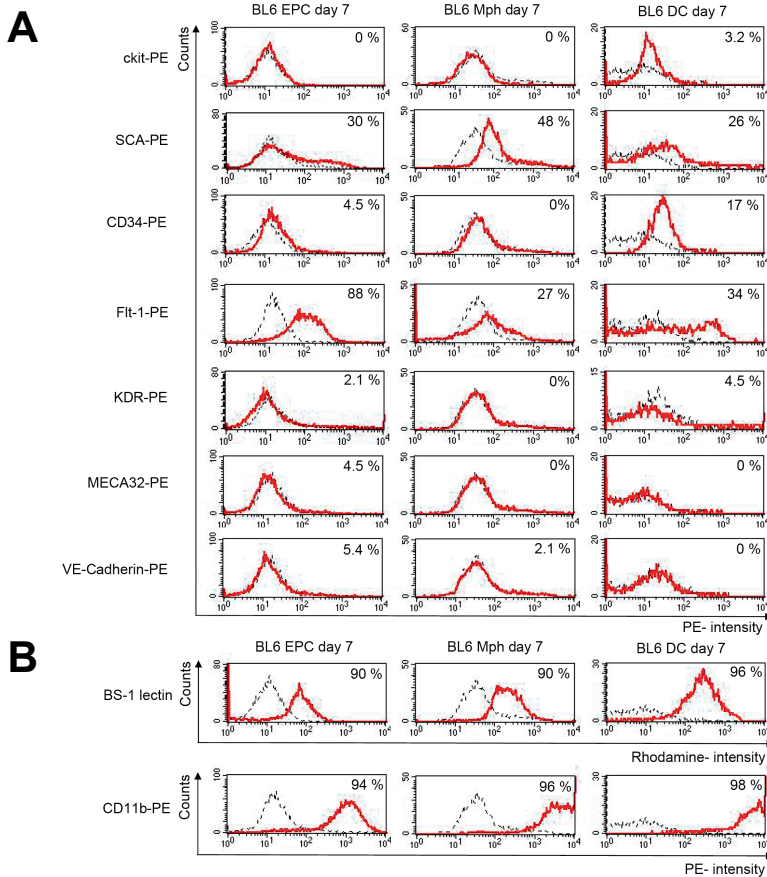 A
BL6 EPC day 7 BL6 Mph day 7 BL6 DC day 7
Counts
ckit-PE 0 % 0 % 3.2 %
SCA-PE 30 % 48 % 26 %
CD34-PE 4.5 % 0% 17 %
Flt-1-PE 88 % 27 % 34 %
KDR-PE 2.1 % 0% 4.5 %
MECA32-PE 4.5 % 0% 0 %
VE-Cadherin-PE 5.4 % 2.1 % 0 %
PE- intensity
B
BL6 EPC day 7 BL6 Mph day 7 BL6 DC day 7
Counts
BS-1 lectin 90 % 90 % 96 %
Rhodamine- intensity
Counts
CD11b-PE 94 % 96 % 98 %
PE- intensity